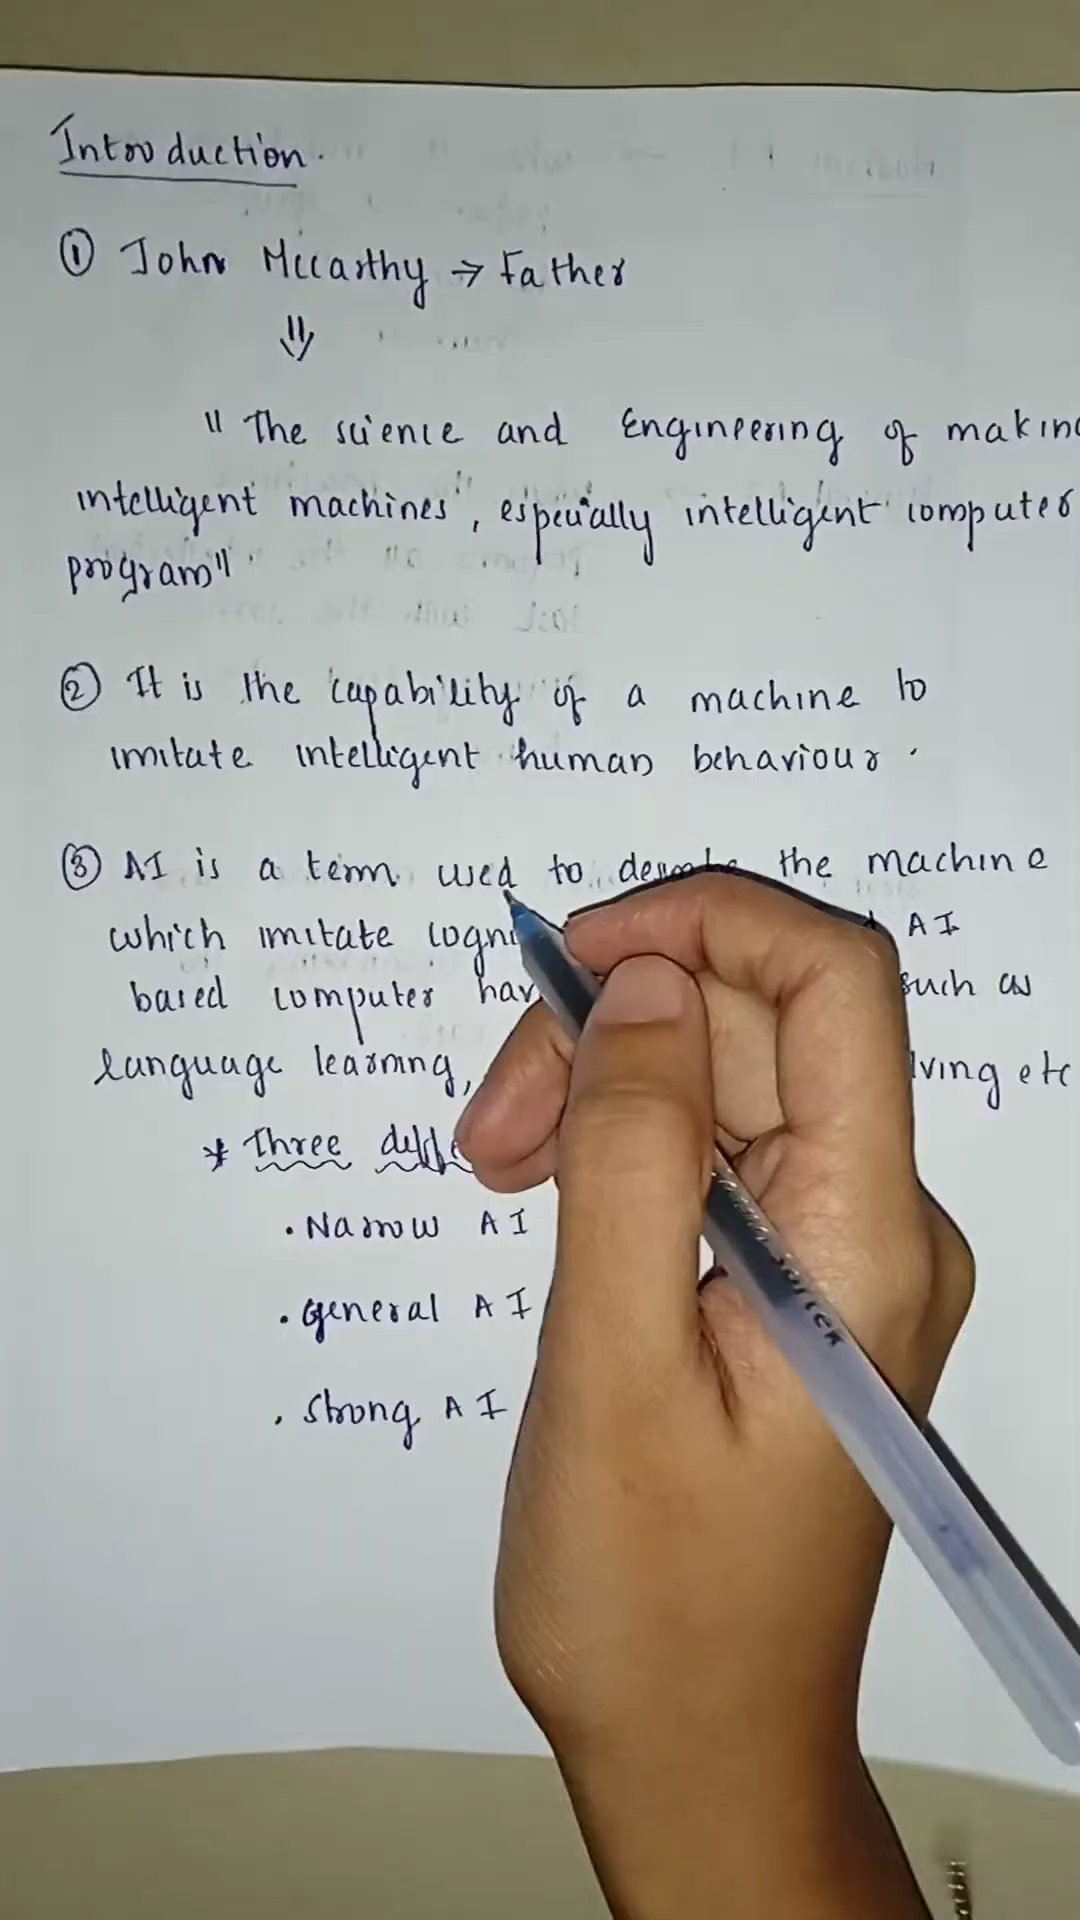 Introduction.
① John Mccarthy ⇒ Father
⇓
" The science and Engineering of making
intelligent machines", especially intelligent computer
program"
② It is the capability of a machine to
imitate intelligent human behaviour.
③ AI is a term used to the machine
which imitate AI
based computer such as
language learning, etc
* Three
. Narrow AI
. general AI
. strong AI